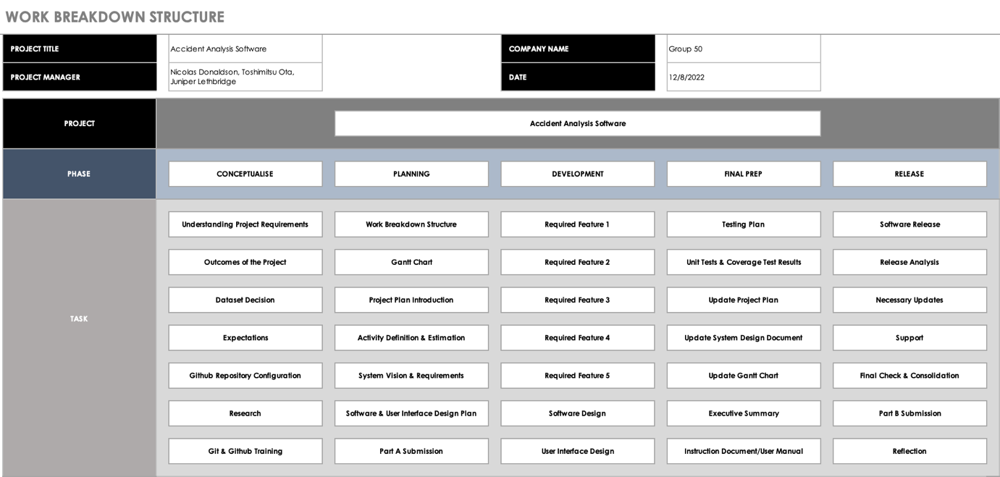 WORK BREAKDOWN STRUCTURE
PROJECT TITLE
Accident Analysis Software
COMPANY NAME
Group 50
PROJECT MANAGER
Nicolas Donaldson, Toshimitsu Ota,
Juniper Lethbridge
DATE
12/8/2022
PROJECT
Accident Analysis Software
PHASE
CONCEPTUALISE
PLANNING
DEVELOPMENT
FINAL PREP
RELEASE
TASK
Understanding Project Requirements
Work Breakdown Structure
Required Feature 1
Testing Plan
Software Release
Outcomes of the Project
Gantt Chart
Required Feature 2
Unit Tests & Coverage Test Results
Release Analysis
Dataset Decision
Project Plan Introduction
Required Feature 3
Update Project Plan
Necessary Updates
Expectations
Activity Definition & Estimation
Required Feature 4
Update System Design Document
Support
Github Repository Configuration
System Vision & Requirements
Required Feature 5
Update Gantt Chart
Final Check & Consolidation
Research
Software & User Interface Design Plan
Software Design
Executive Summary
Part B Submission
Git & Github Training
Part A Submission
User Interface Design
Instruction Document/User Manual
Reflection